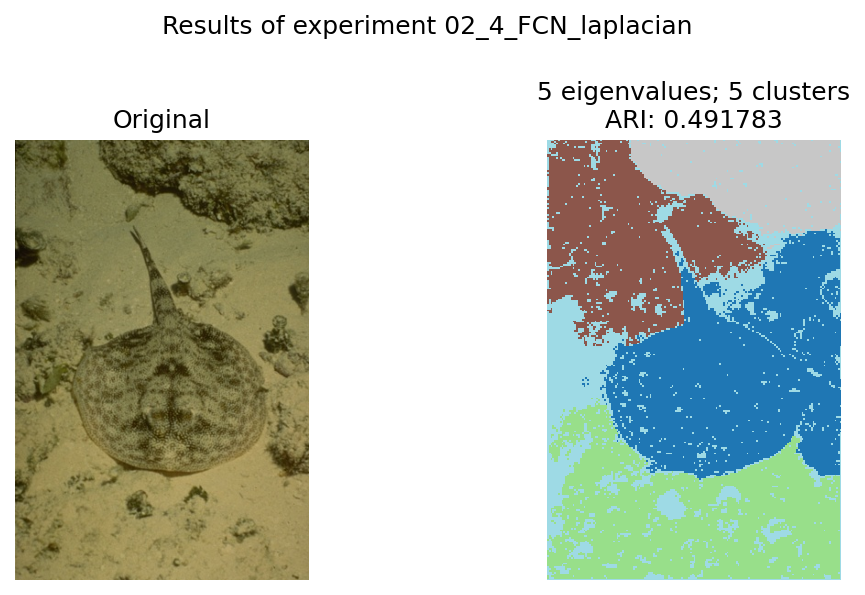 Results of experiment 02_4_FCN_laplacian
Original
5 eigenvalues; 5 clusters
ARI: 0.491783